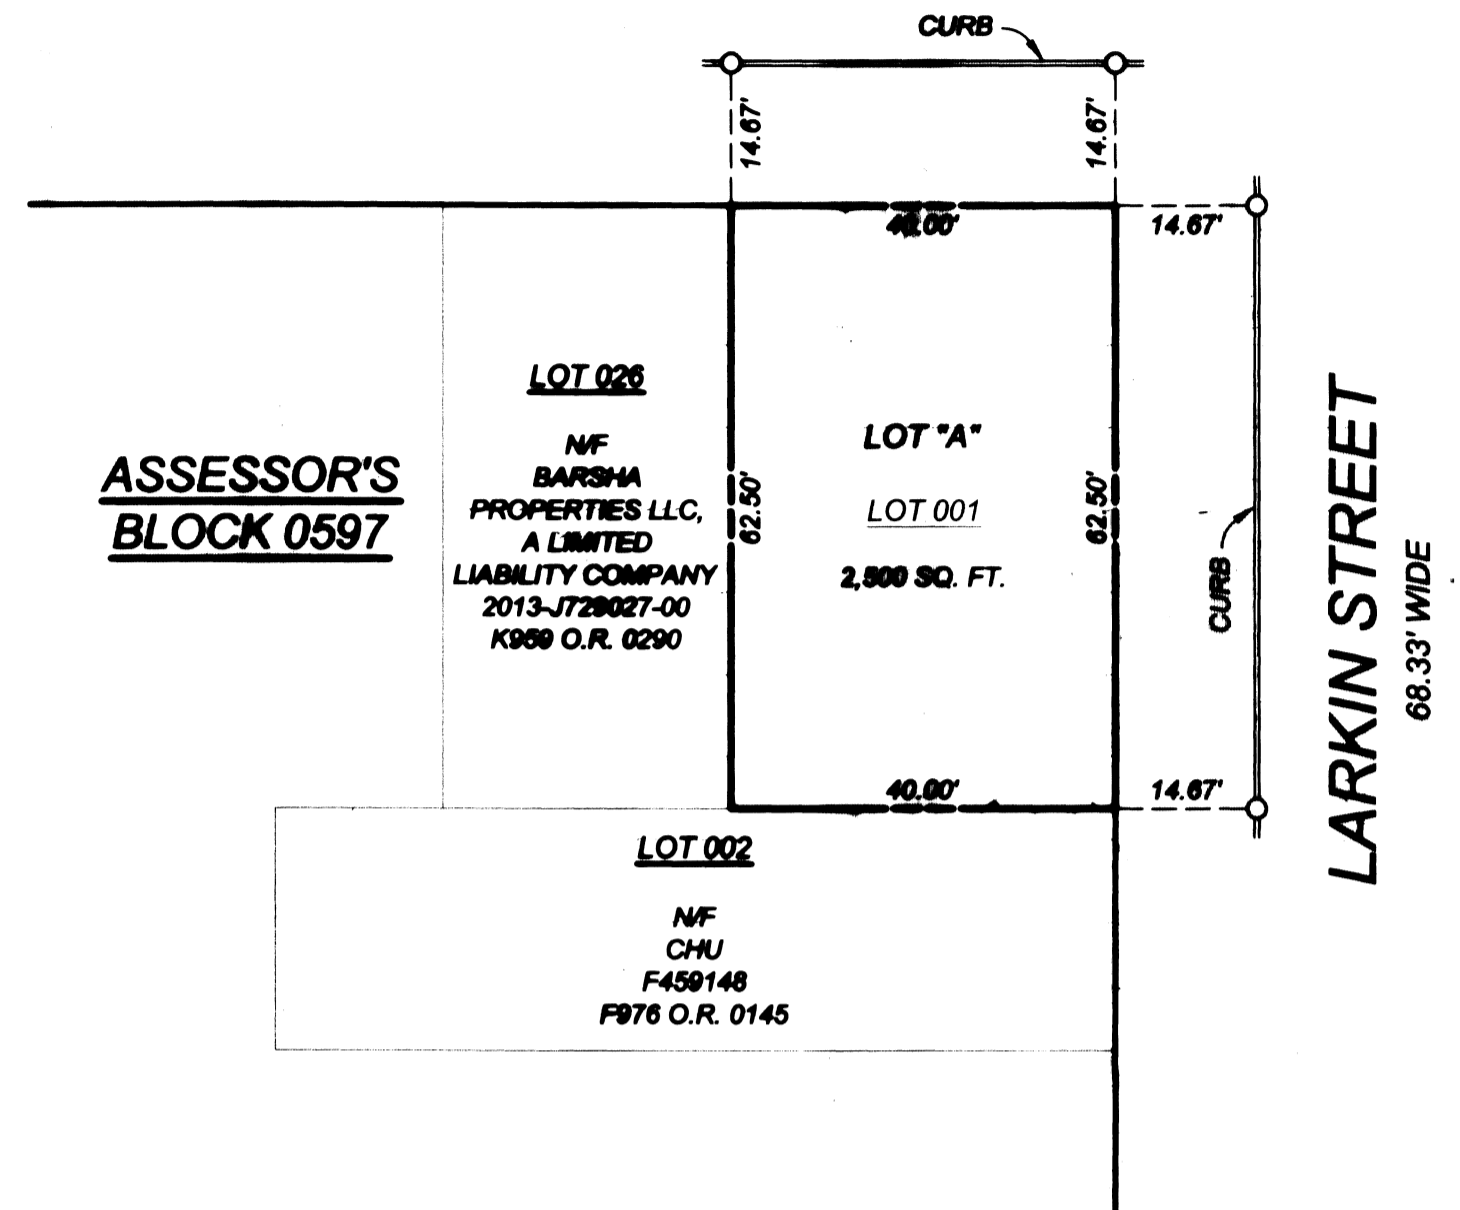 CURB
14.67'
14.67'
40.00'
14.67'
LOT 026
N/F
BARSHA
PROPERTIES LLC,
A LIMITED
LIABILITY COMPANY
2013-J729027-00
K959 O.R. 0290
ASSESSOR'S
BLOCK 0597
62.50'
LOT "A"
LOT 001
2,500 SQ. FT.
62.50'
CURB
LARKIN STREET
68.33' WIDE
40.00'
14.67'
LOT 002
N/F
CHU
F459148
F976 O.R. 0145